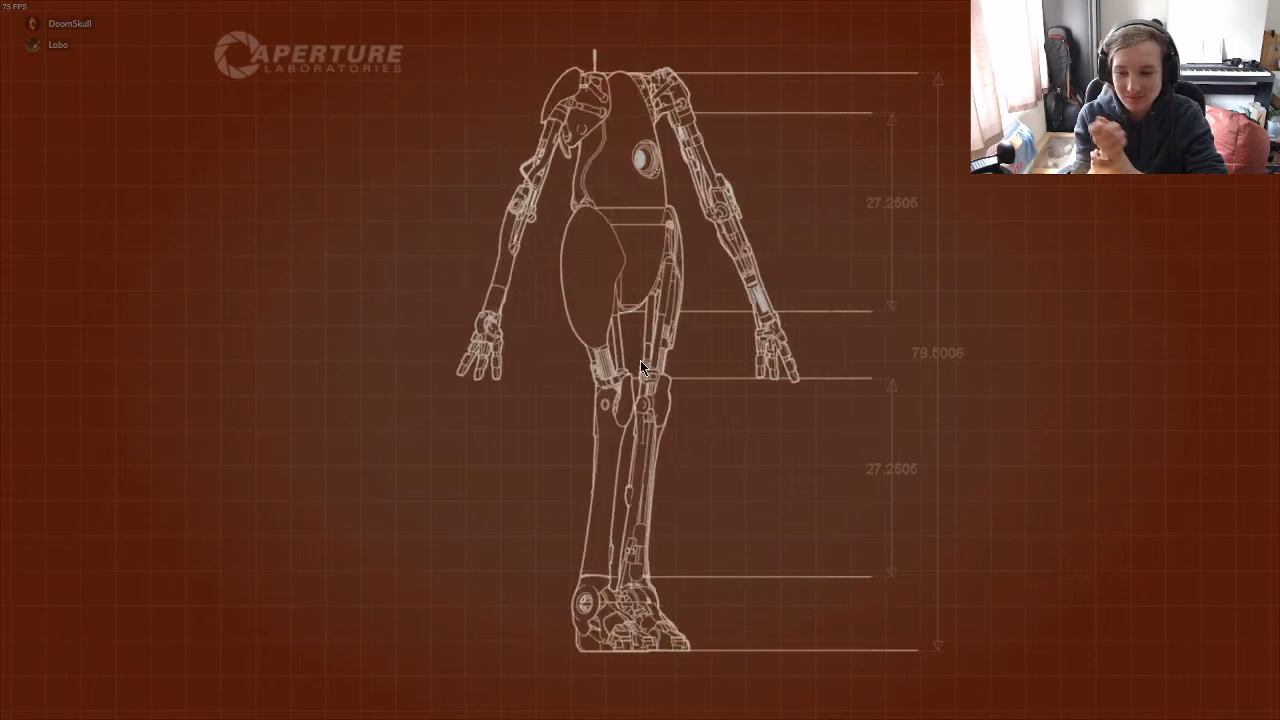 75 FPS
DoomSkull
Lobo
APERTURE
LABORATORIES
27.2505
79.5006
27.2505